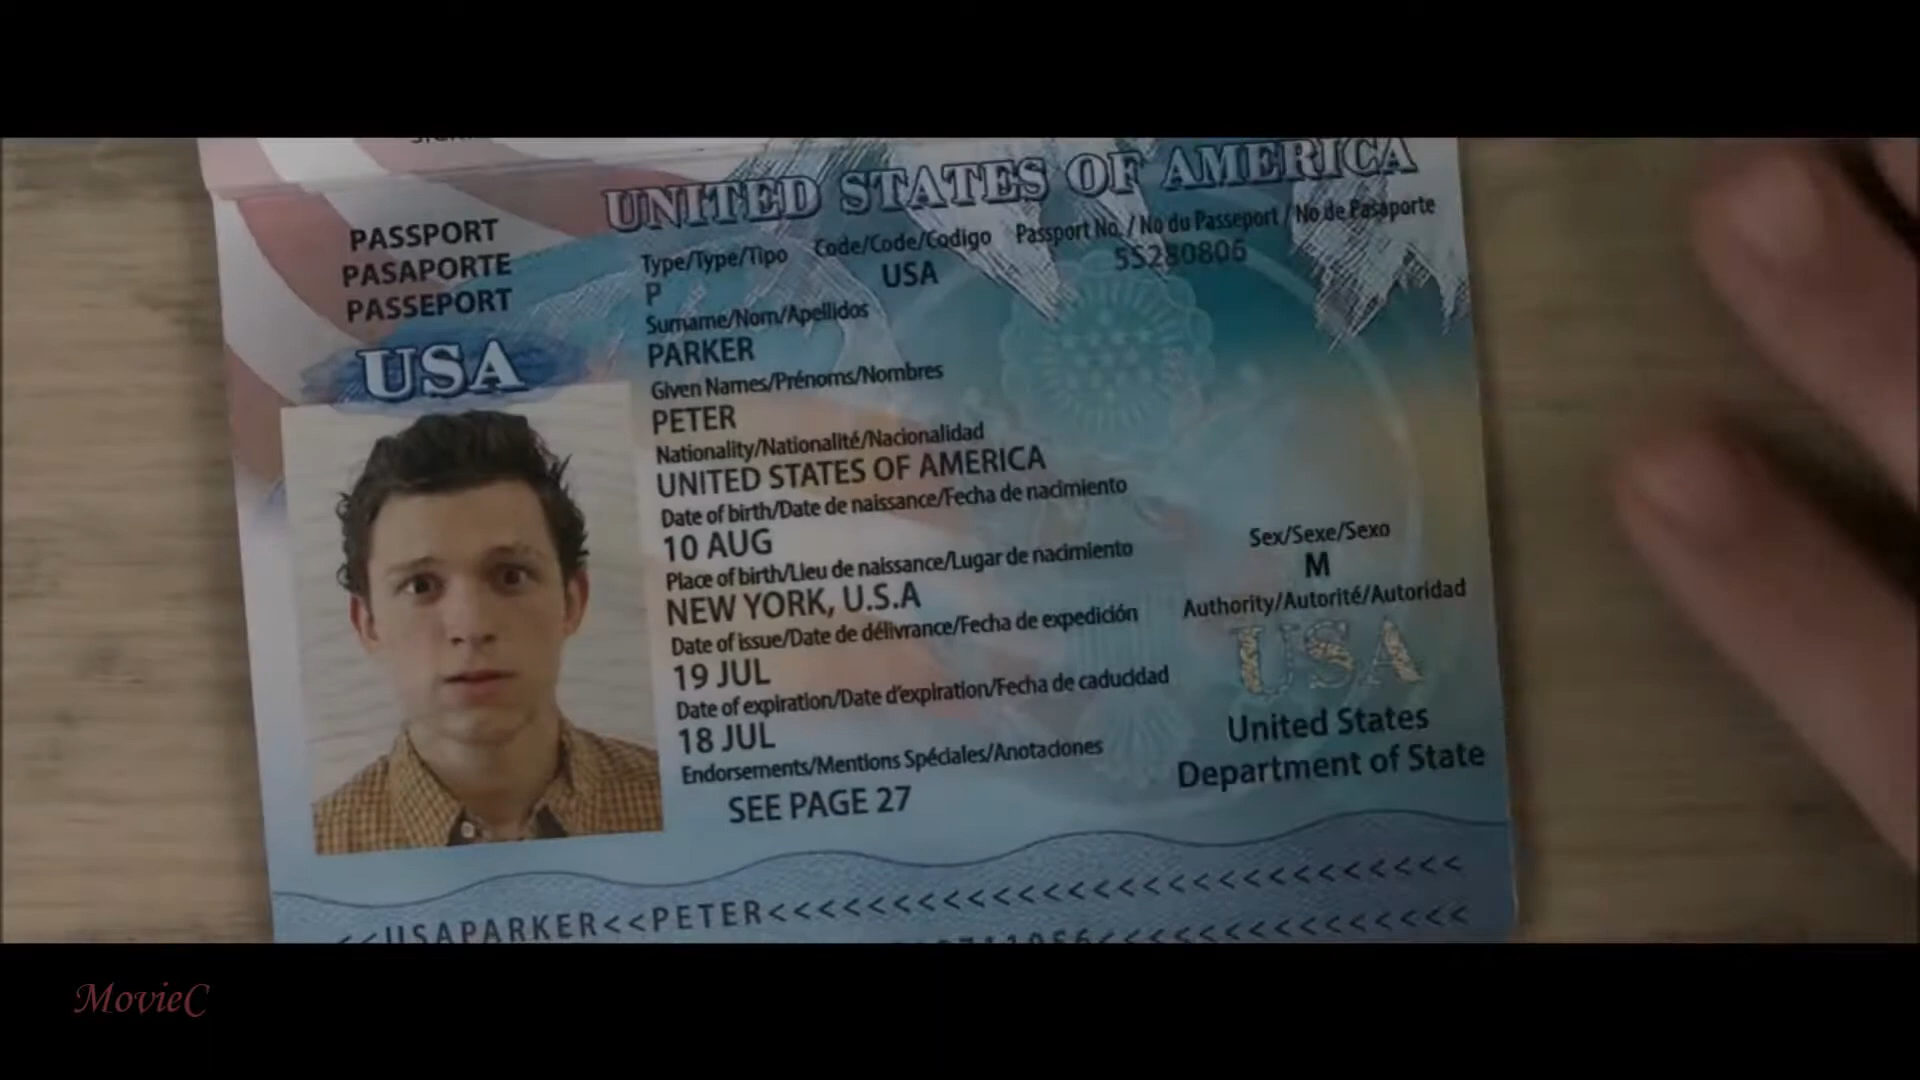 UNITED STATES OF AMERICA
PASSPORT
PASAPORTE
PASSEPORT
USA
Type/Type/Tipo
P
Code/Code/Codigo
USA
Passport No. / No du Passeport / No de Pasaporte
55280806
Surname/Nom/Apellidos
PARKER
Given Names/Prénoms/Nombres
PETER
Nationality/Nationalité/Nacionalidad
UNITED STATES OF AMERICA
Date of birth/Date de naissance/Fecha de nacimiento
10 AUG
Place of birth/Lieu de naissance/Lugar de nacimiento
NEW YORK, U.S.A
Sex/Sexe/Sexo
M
Date of issue/Date de délivrance/Fecha de expedición
19 JUL
Authority/Autorité/Autoridad
USA
United States
Department of State
Date of expiration/Date d'expiration/Fecha de caducidad
18 JUL
Endorsements/Mentions Spéciales/Anotaciones
SEE PAGE 27
<<USAPARKER<<PETER<<<<<<<<<<<<<<<<<<<<<<<<<<
MovieC